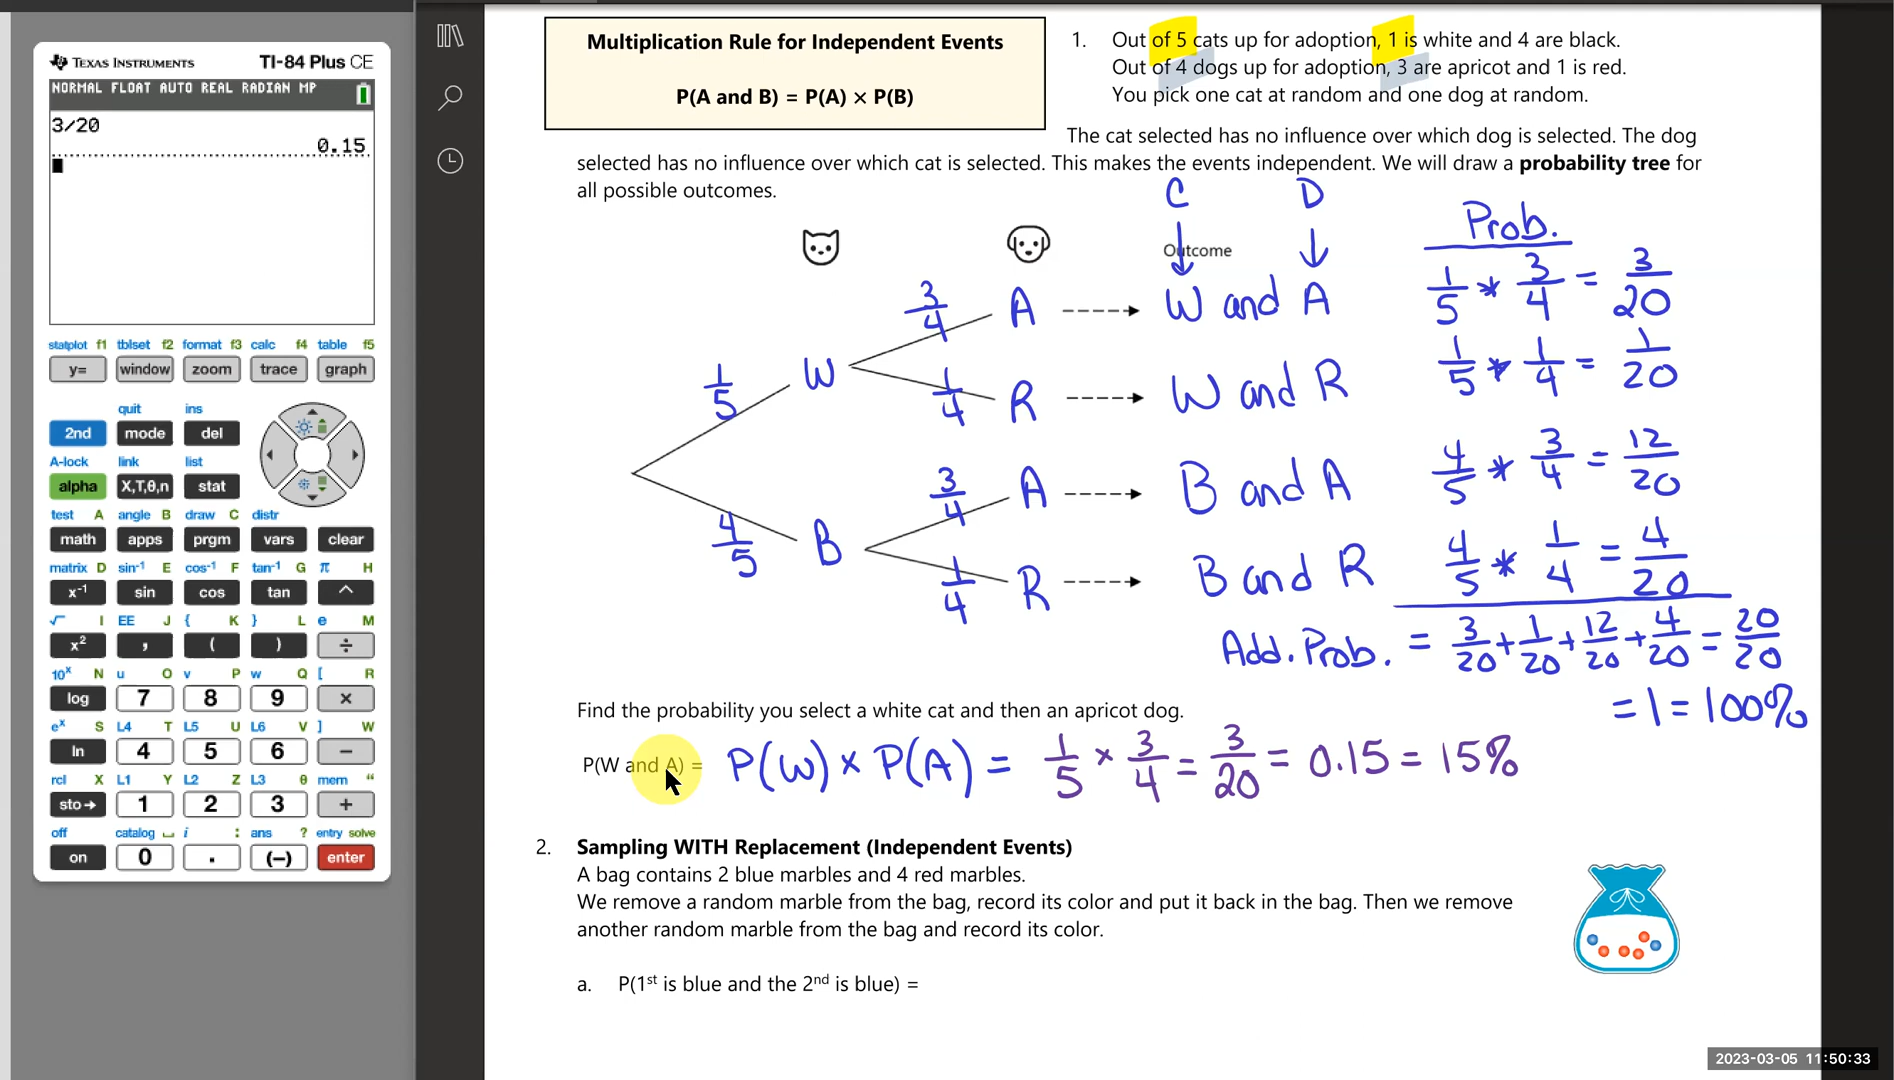 TEXAS INSTRUMENTS TI-84 Plus CE
NORMAL FLOAT AUTO REAL RADIAN MP
3/20
0.15
statplot f1 tblset f2 format f3 calc f4 table f5
y= window zoom trace graph
quit ins
2nd mode del
A-lock link list
alpha X,T,θ,n stat
test A angle B draw C distr
math apps prgm vars clear
matrix D sin⁻¹ E cos⁻¹ F tan⁻¹ G π H
x⁻¹ sin cos tan ^
√ I EE J { K } L e M
x² , ( ) ÷
10ˣ N u O v P w Q [ R
log 7 8 9 ×
eˣ S L4 T L5 U L6 V ] W
ln 4 5 6 −
rcl X L1 Y L2 Z L3 θ mem "
sto→ 1 2 3 +
off catalog ⎵ i : ans ? entry solve
on 0 . (−) enter
Multiplication Rule for Independent Events
P(A and B) = P(A) × P(B)
1. Out of 5 cats up for adoption, 1 is white and 4 are black.
Out of 4 dogs up for adoption, 3 are apricot and 1 is red.
You pick one cat at random and one dog at random.
The cat selected has no influence over which dog is selected. The dog
selected has no influence over which cat is selected. This makes the events independent. We will draw a probability tree for
all possible outcomes.
C D
Prob.
Outcome
3/4 A W and A 1/5 * 3/4 = 3/20
1/5 W
1/4 R W and R 1/5 * 1/4 = 1/20
3/4 A B and A 4/5 * 3/4 = 12/20
4/5 B
1/4 R B and R 4/5 * 1/4 = 4/20
Add. Prob. = 3/20 + 1/20 + 12/20 + 4/20 = 20/20
= 1 = 100%
Find the probability you select a white cat and then an apricot dog.
P(W and A) = P(W) × P(A) = 1/5 × 3/4 = 3/20 = 0.15 = 15%
2. Sampling WITH Replacement (Independent Events)
A bag contains 2 blue marbles and 4 red marbles.
We remove a random marble from the bag, record its color and put it back in the bag. Then we remove
another random marble from the bag and record its color.
a. P(1st is blue and the 2nd is blue) =
2023-03-05 11:50:33